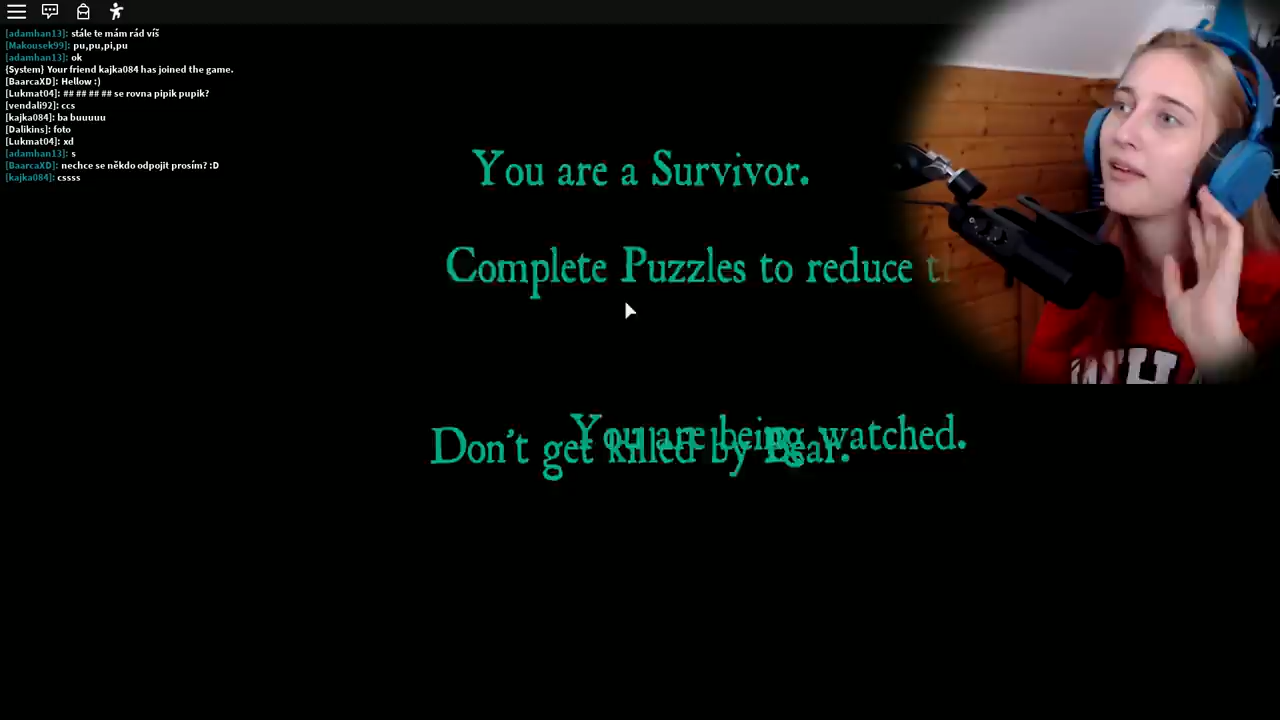 [adamhan13]: stále te mám rád víš
[Makousek99]: pu,pu,pi,pu
[adamhan13]: ok
{System} Your friend kajka084 has joined the game.
[BaarcaXD]: Hellow :)
[Lukmat04]: ## ## ## ## se rovna pipik pupik?
[vendali92]: ccs
[kajka084]: ba buuuuu
[Dalikins]: foto
[Lukmat04]: xd
[adamhan13]: s
[BaarcaXD]: nechce se někdo odpojit prosím? :D
[kajka084]: cssss
You are a Survivor.
Complete Puzzles to reduce t
You are being watched.
Don't get killed by Bear.